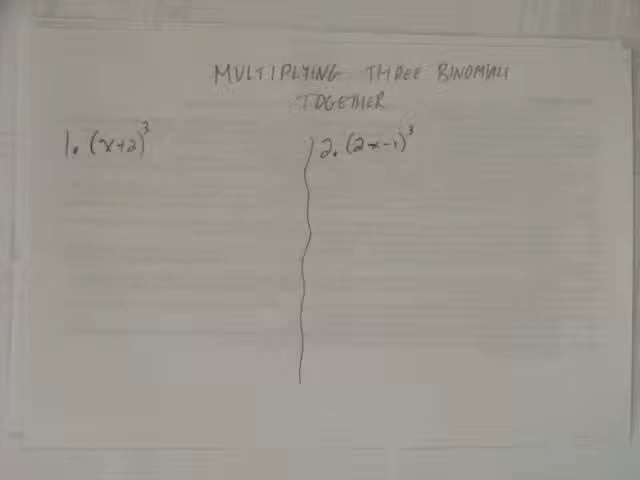 MULTIPLYING THREE BINOMIALS
TOGETHER
1. (x+2)³
2. (2x-1)³